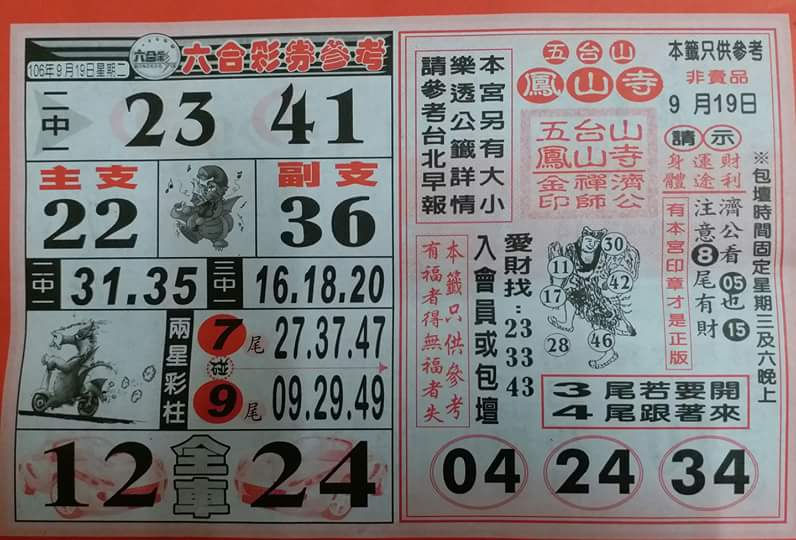 106年9月19日星期二
六合彩
六合彩券參考
二中一
23 41
主支
22
副支
36
二中一
31.35
三中一
16.18.20
兩星彩柱
7尾 27.37.47
9尾 09.29.49
12 全車 24
本宮另有大小
樂透公籤詳情
請參考台北早報
五台山
鳳山寺
五台山
鳳山寺
濟公
禪師
金印
本籤只供參考
非賣品
9月19日
請示
財利
運途
身體
濟公看05也15
注意8尾有財
有本宮印章才是正版
※包壇時間固定星期三及六晚上
本籤只供參考
有福者得無福者失
入會員或包壇
愛財找:23
33
43
30
11
42
17
28
46
3尾若要開
4尾跟著來
04 24 34